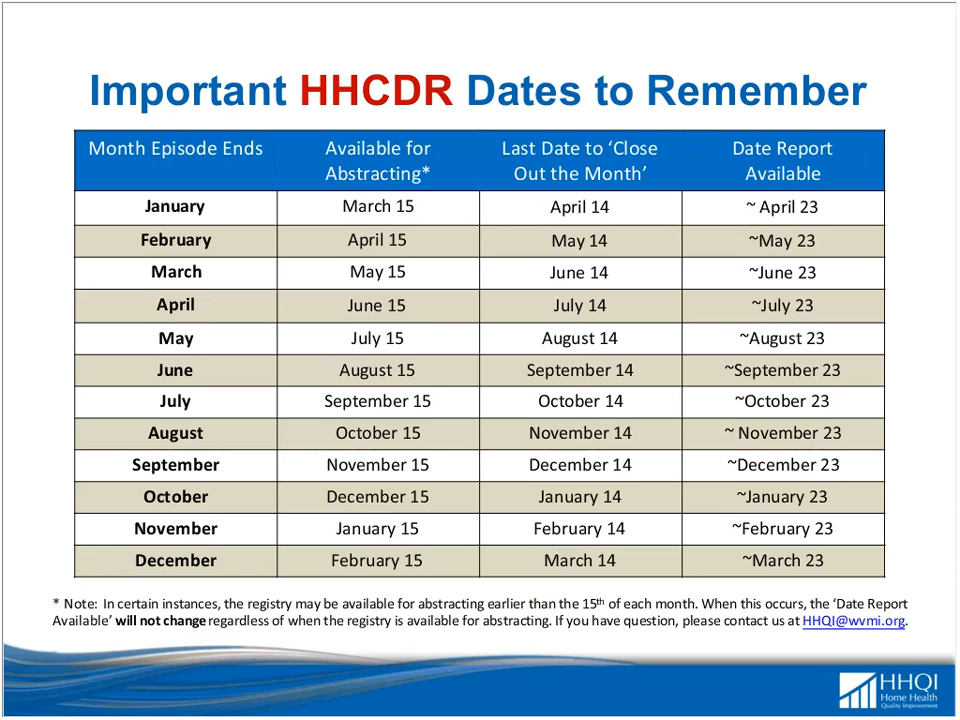 Important HHCDR Dates to Remember
Month Episode Ends Available for Abstracting* Last Date to ‘Close Out the Month’ Date Report Available
January March 15 April 14 ~ April 23
February April 15 May 14 ~May 23
March May 15 June 14 ~June 23
April June 15 July 14 ~July 23
May July 15 August 14 ~August 23
June August 15 September 14 ~September 23
July September 15 October 14 ~October 23
August October 15 November 14 ~ November 23
September November 15 December 14 ~December 23
October December 15 January 14 ~January 23
November January 15 February 14 ~February 23
December February 15 March 14 ~March 23
* Note: In certain instances, the registry may be available for abstracting earlier than the 15th of each month. When this occurs, the ‘Date Report
Available’ will not change regardless of when the registry is available for abstracting. If you have question, please contact us at HHQI@wvmi.org.
HHQI
Home Health
Quality Improvement